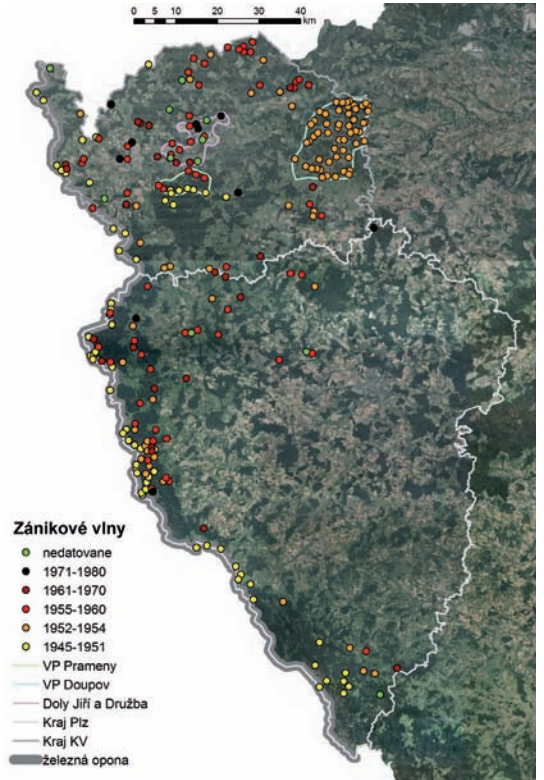 0 5 10 20 30 40
km
Zánikové vlny
nedatovane
1971-1980
1961-1970
1955-1960
1952-1954
1945-1951
VP Prameny
VP Doupov
Doly Jiří a Družba
Kraj Plz
Kraj KV
železná opona